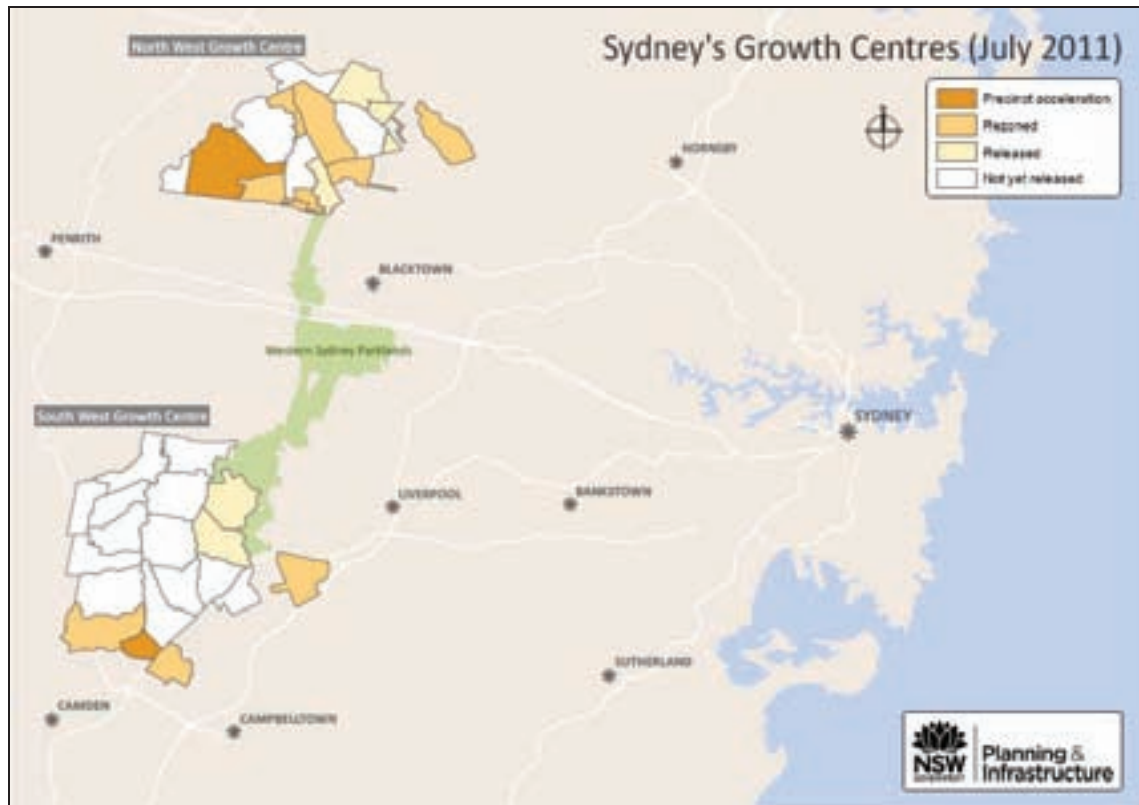 North West Growth Centre
Sydney's Growth Centres (July 2011)
Precinct acceleration
Rezoned
Released
Not yet released
HORNSBY
PENRITH
BLACKTOWN
Western Sydney Parklands
South West Growth Centre
SYDNEY
LIVERPOOL
BANKSTOWN
SUTHERLAND
CAMDEN
CAMPBELLTOWN
NSW
GOVERNMENT
Planning &
Infrastructure